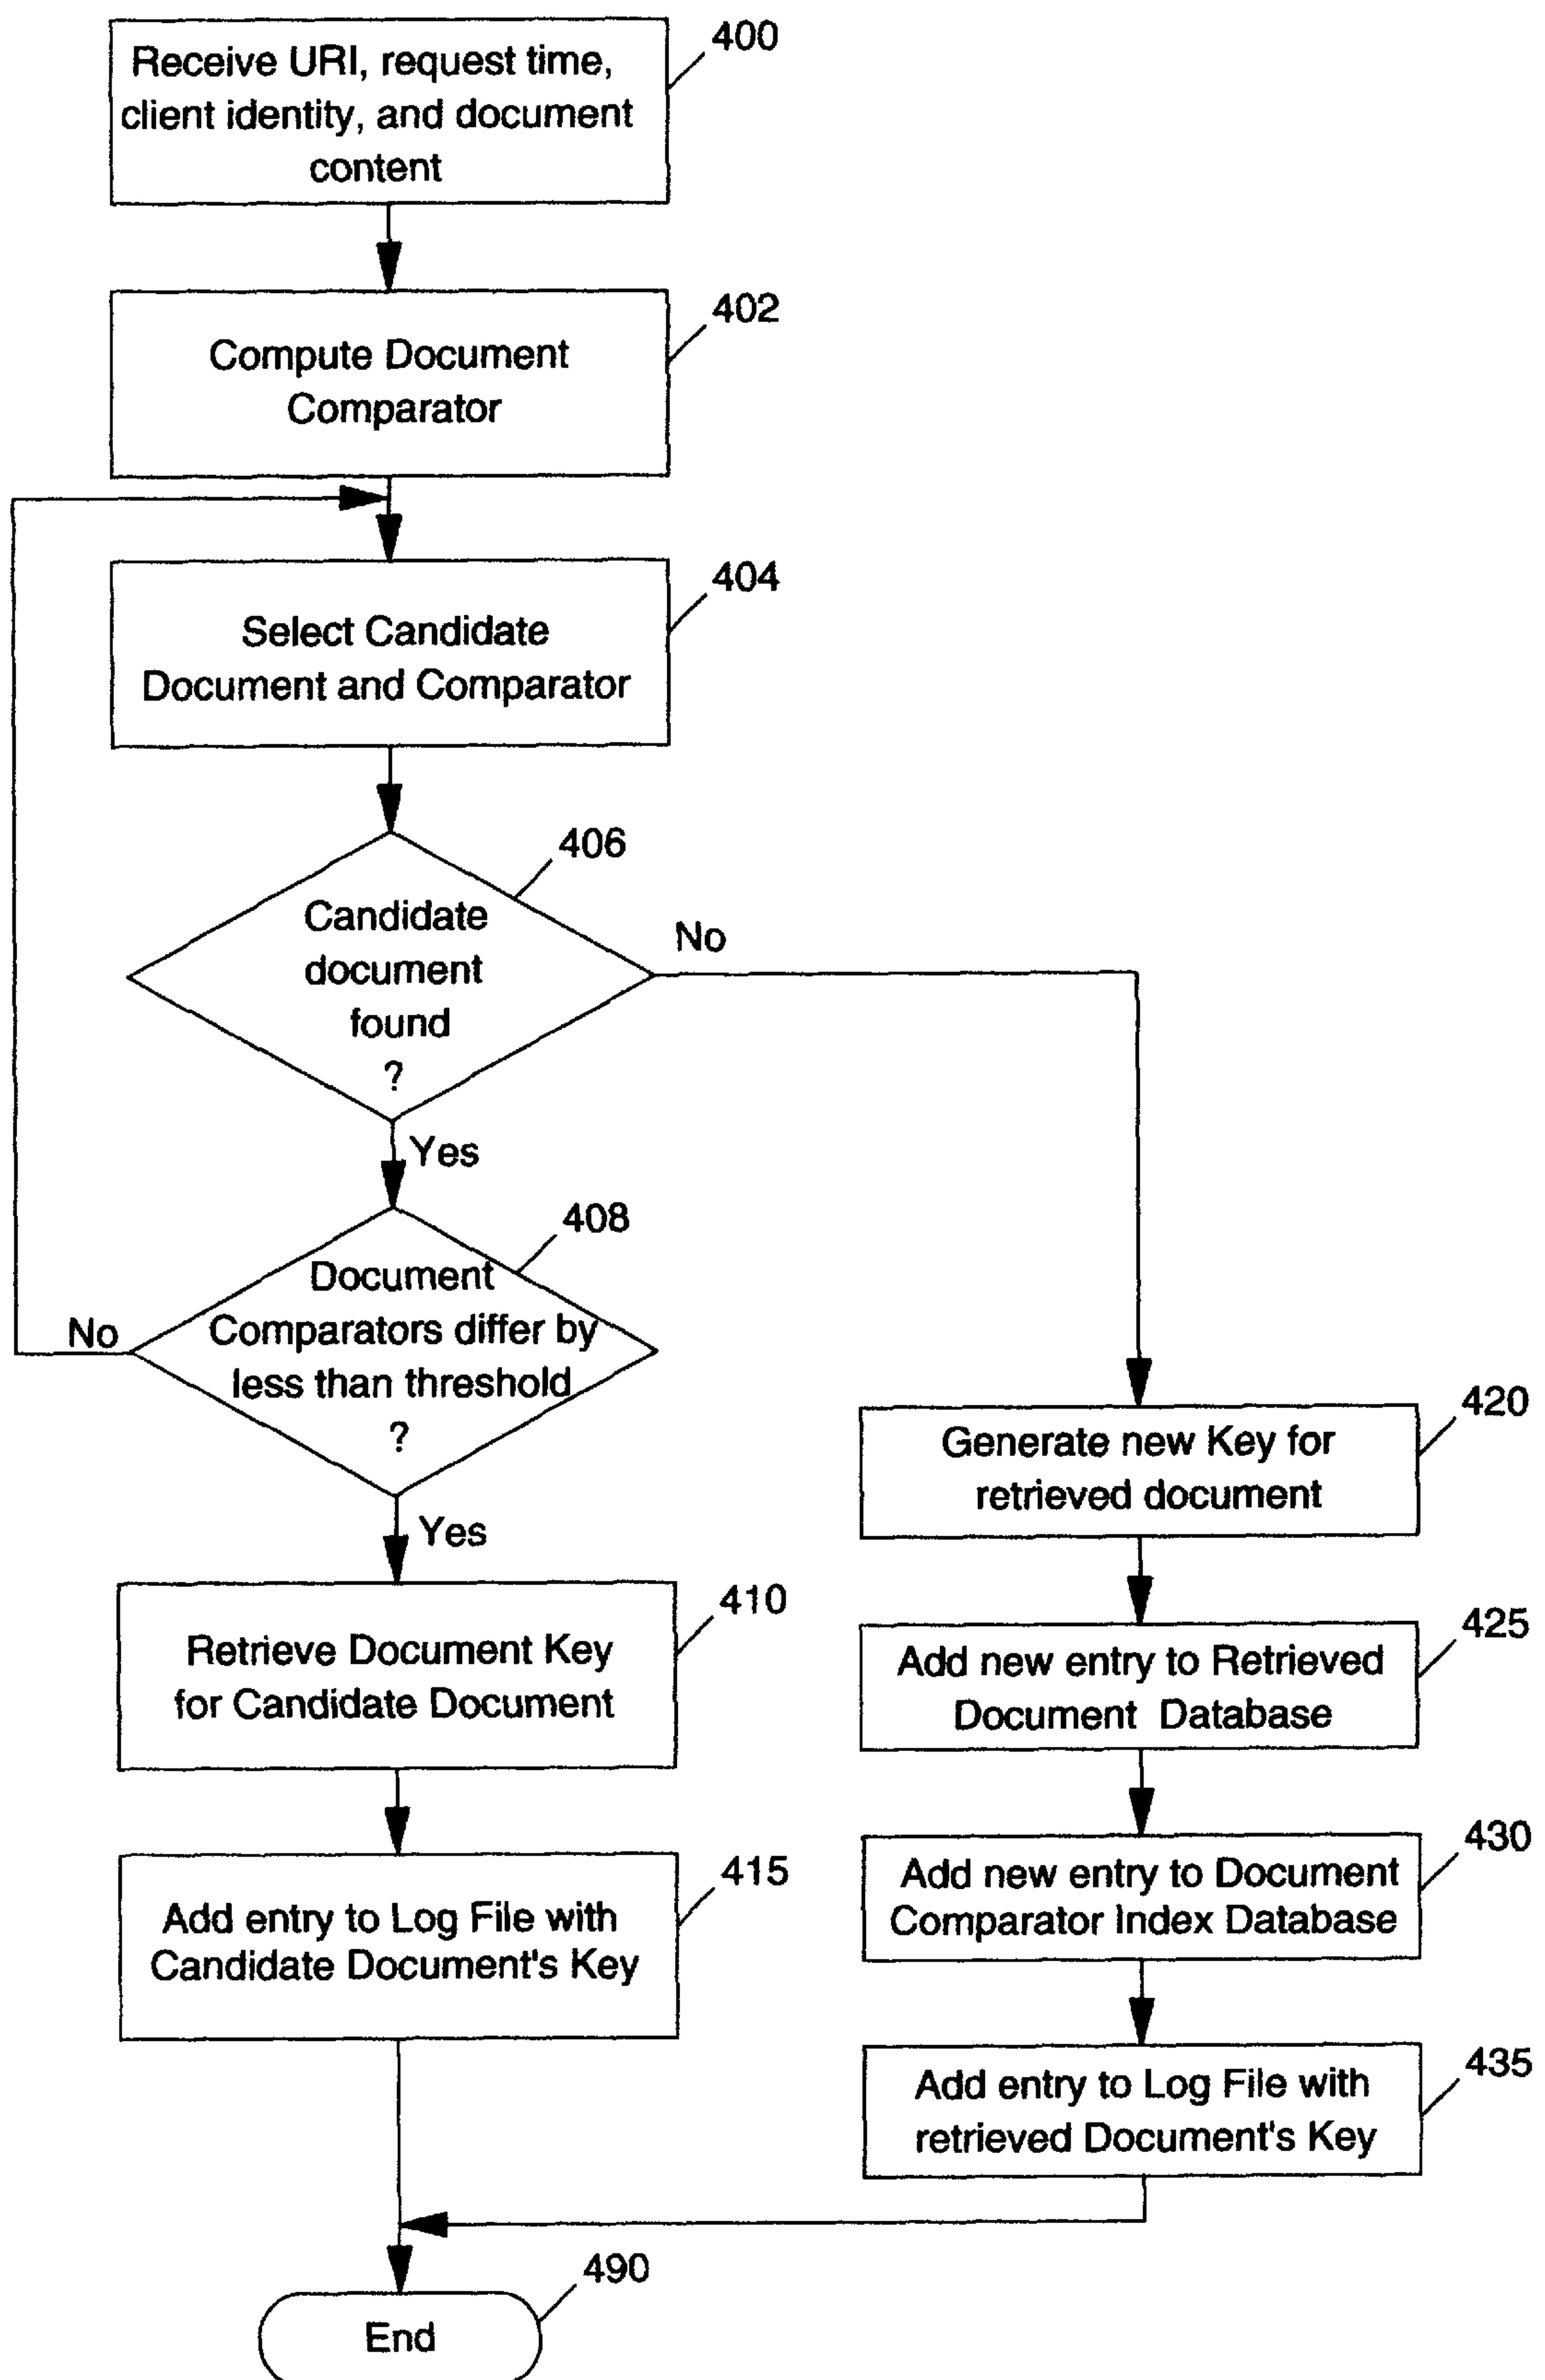 400
Receive URI, request time,
client identity, and document
content
402
Compute Document
Comparator
404
Select Candidate
Document and Comparator
406
Candidate
document
found
?
No
Yes
408
Document
Comparators differ by
less than threshold
?
No
Yes
410
Retrieve Document Key
for Candidate Document
415
Add entry to Log File with
Candidate Document's Key
420
Generate new Key for
retrieved document
425
Add new entry to Retrieved
Document Database
430
Add new entry to Document
Comparator Index Database
435
Add entry to Log File with
retrieved Document's Key
490
End